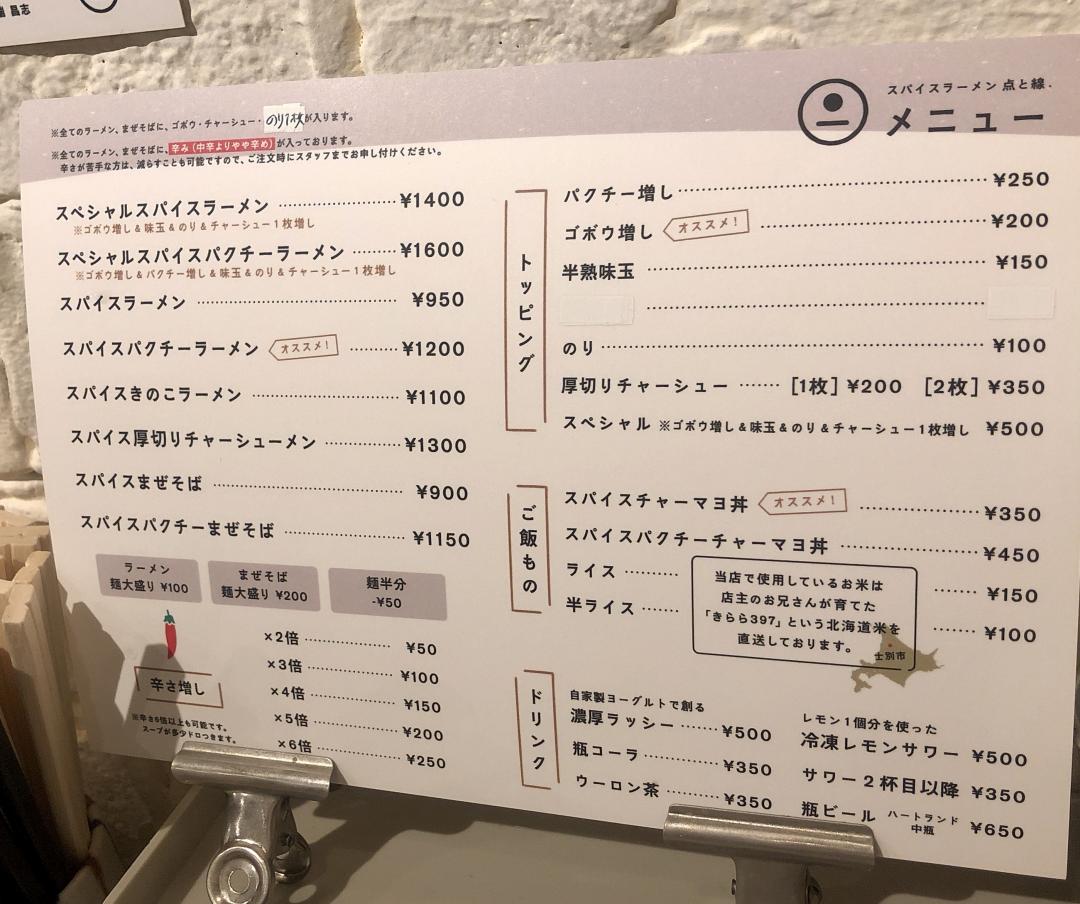 昌志
スパイスラーメン 点と線.
メニュー
※全てのラーメン、まぜそばに、ゴボウ・チャーシュー・のり1枚が入ります。
※全てのラーメン、まぜそばに、辛み(中辛よりやや辛め)が入っております。
辛さが苦手な方は、減らすことも可能ですので、ご注文時にスタッフまでお申し付けください。
スペシャルスパイスラーメン ¥1400
※ゴボウ増し&味玉&のり&チャーシュー1枚増し
スペシャルスパイスパクチーラーメン ¥1600
※ゴボウ増し&パクチー増し&味玉&のり&チャーシュー1枚増し
スパイスラーメン ¥950
スパイスパクチーラーメン オススメ! ¥1200
スパイスきのこラーメン ¥1100
スパイス厚切りチャーシューメン ¥1300
スパイスまぜそば ¥900
スパイスパクチーまぜそば ¥1150
ラーメン
麺大盛り ¥100
まぜそば
麺大盛り ¥200
麺半分
-¥50
辛さ増し
※辛さ6倍以上も可能です。
スープが多少ドロつきます。
×2倍 ¥50
×3倍 ¥100
×4倍 ¥150
×5倍 ¥200
×6倍 ¥250
トッピング
パクチー増し ¥250
ゴボウ増し オススメ! ¥200
半熟味玉 ¥150
のり ¥100
厚切りチャーシュー [1枚] ¥200 [2枚] ¥350
スペシャル ※ゴボウ増し&味玉&のり&チャーシュー1枚増し ¥500
ご飯もの
スパイスチャーマヨ丼 オススメ! ¥350
スパイスパクチーチャーマヨ丼 ¥450
ライス ¥150
半ライス ¥100
当店で使用しているお米は
店主のお兄さんが育てた
「きらら397」という北海道米を
直送しております。
士別市
ドリンク
自家製ヨーグルトで創る
濃厚ラッシー ¥500
瓶コーラ ¥350
ウーロン茶 ¥350
レモン1個分を使った
冷凍レモンサワー ¥500
サワー2杯目以降 ¥350
瓶ビール ハートランド 中瓶 ¥650